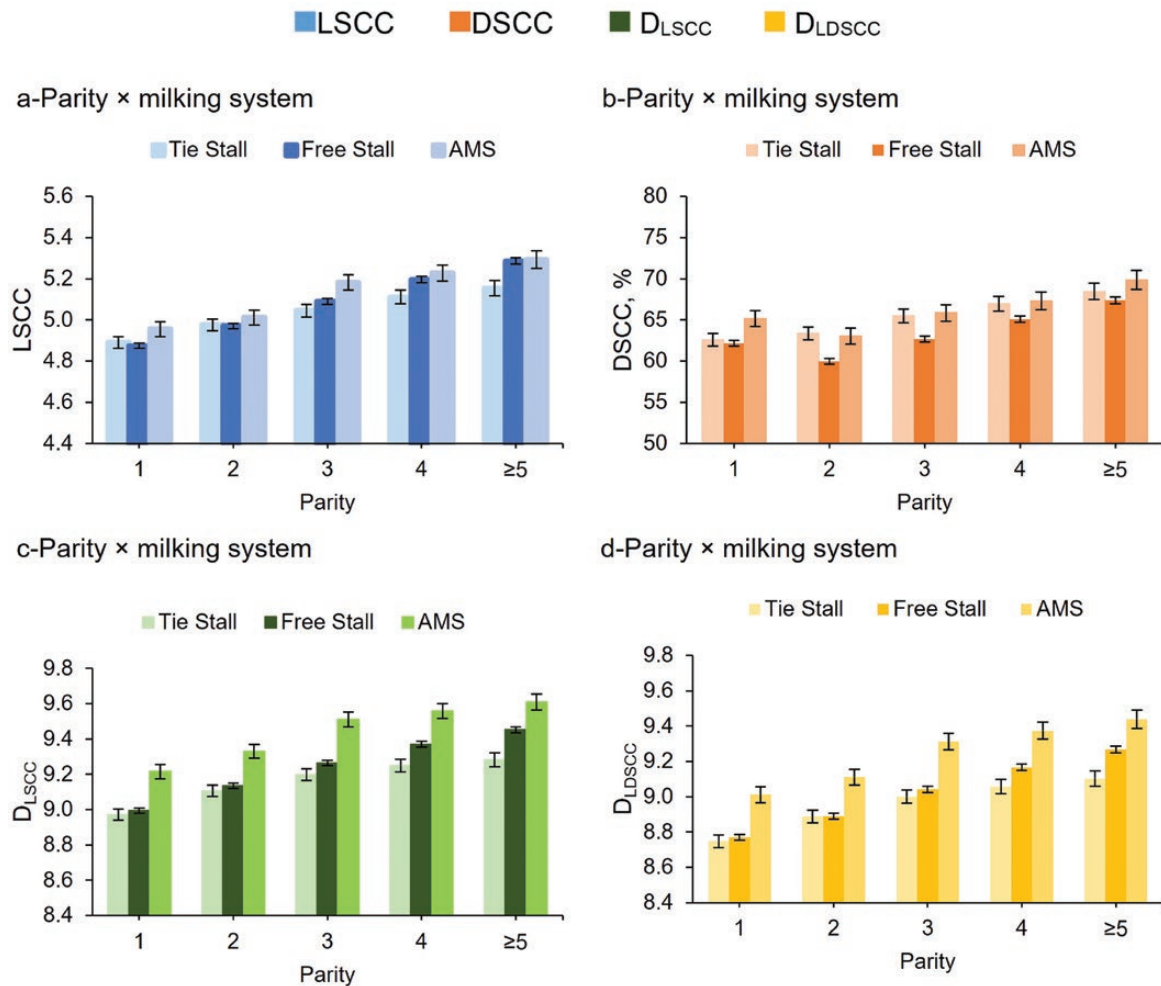 LSCC DSCC DLSCC DLDSCC
a-Parity × milking system
Tie Stall Free Stall AMS
LSCC
5.6
5.4
5.2
5.0
4.8
4.6
4.4
1 2 3 4 ≥5
Parity
b-Parity × milking system
Tie Stall Free Stall AMS
DSCC, %
80
75
70
65
60
55
50
1 2 3 4 ≥5
Parity
c-Parity × milking system
Tie Stall Free Stall AMS
DLSCC
9.8
9.6
9.4
9.2
9.0
8.8
8.6
8.4
1 2 3 4 ≥5
Parity
d-Parity × milking system
Tie Stall Free Stall AMS
DLDSCC
9.8
9.6
9.4
9.2
9.0
8.8
8.6
8.4
1 2 3 4 ≥5
Parity